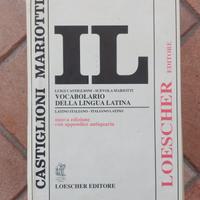 CASTIGLIONI MARIOTTI
IL
LUIGI CASTIGLIONI - SCEVOLA MARIOTTI
VOCABOLARIO
DELLA LINGUA LATINA
LATINO-ITALIANO - ITALIANO-LATINO
nuova edizione
con appendice antiquaria
LOESCHER EDITORE
LOESCHER
EDITORE